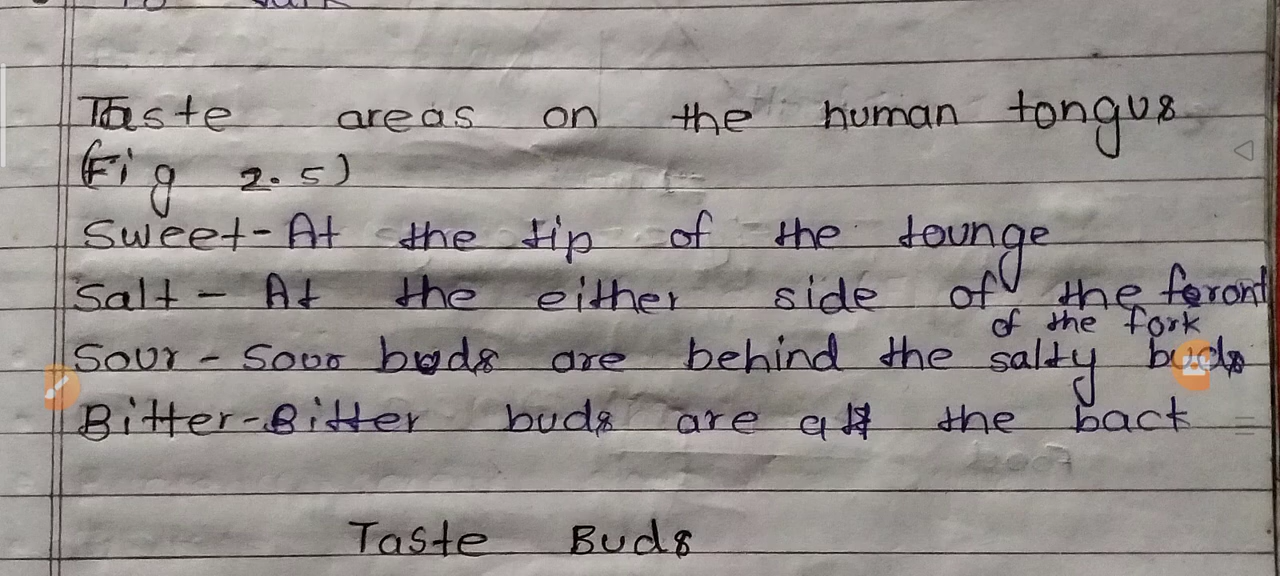 Taste areas on the human tongus
(Fig 2.5)
Sweet-At the tip of the tounge
Salt - At the either side of the foront
of the fork
Sour - Sour buds are behind the salty buds
Bitter-Bitter buds are at the back
Taste Buds